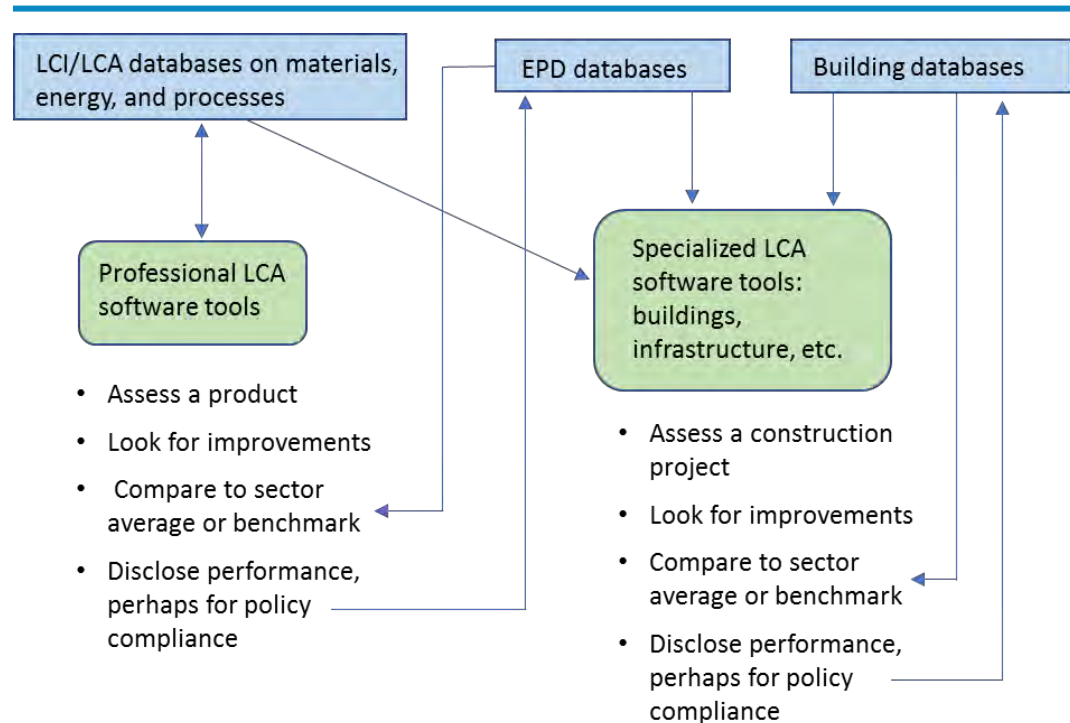 LCI/LCA databases on materials,
energy, and processes
EPD databases
Building databases
Professional LCA
software tools
Specialized LCA
software tools:
buildings,
infrastructure, etc.
• Assess a product
• Look for improvements
• Compare to sector
average or benchmark
• Disclose performance,
perhaps for policy
compliance
• Assess a construction
project
• Look for improvements
• Compare to sector
average or benchmark
• Disclose performance,
perhaps for policy
compliance